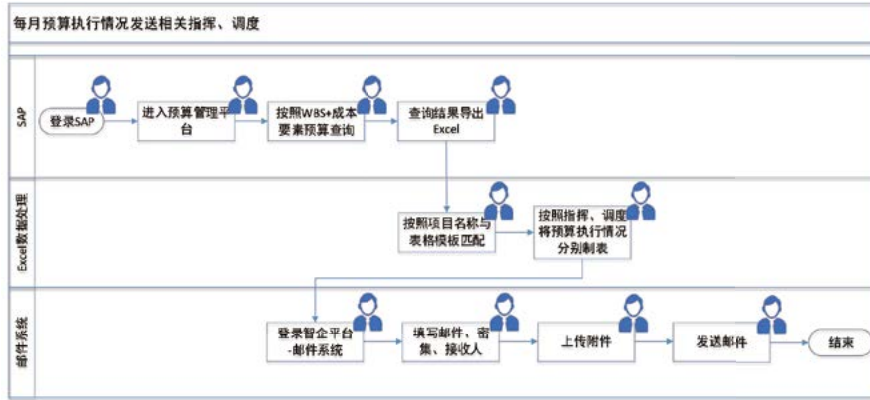 每月预算执行情况发送相关指挥、调度
SAP
登录SAP
进入预算管理平
台
按照WBS+成本
要素预算查询
查询结果导出
Excel
Excel数据处理
按照项目名称与
表格模板匹配
按照指挥、调度
将预算执行情况
分别制表
邮件系统
登录智企平台
-邮件系统
填写邮件、密
集、接收人
上传附件
发送邮件
结束